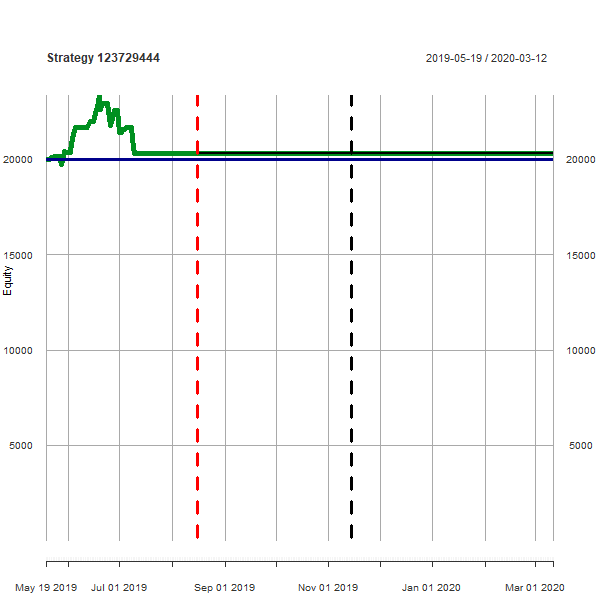 Strategy 123729444
2019-05-19 / 2020-03-12
20000
20000
15000
15000
Equity
10000
10000
5000
5000
May 19 2019
Jul 01 2019
Sep 01 2019
Nov 01 2019
Jan 01 2020
Mar 01 2020